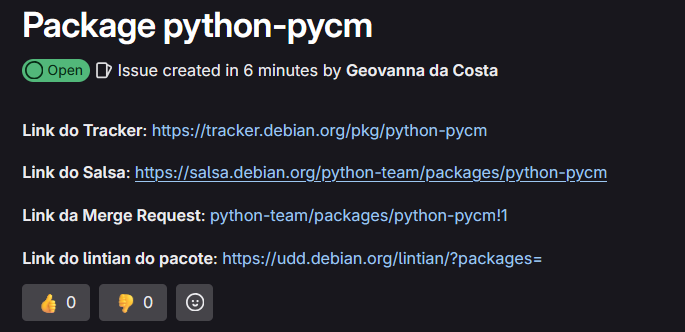 Package python-pycm
Open Issue created in 6 minutes by Geovanna da Costa
Link do Tracker: https://tracker.debian.org/pkg/python-pycm
Link do Salsa: https://salsa.debian.org/python-team/packages/python-pycm
Link da Merge Request: python-team/packages/python-pycm!1
Link do lintian do pacote: https://udd.debian.org/lintian/?packages=
👍 0 👎 0